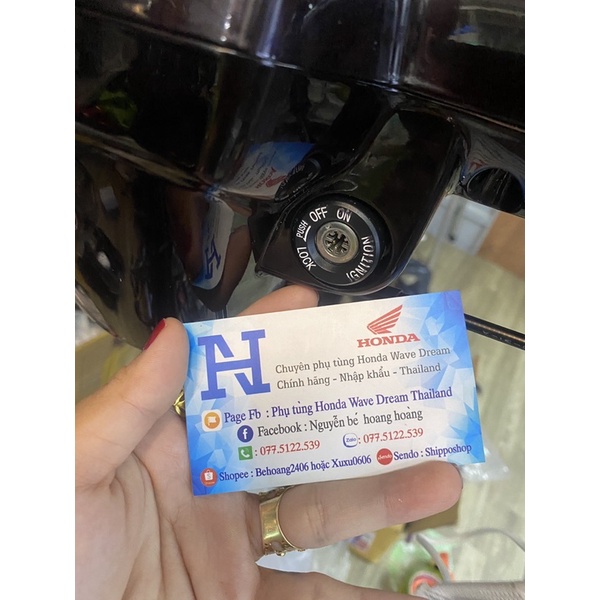 OFF ON
PUSH
LOCK
IGNITION
HONDA
Chuyên phụ tùng Honda Wave Dream
Chính hãng - Nhập khẩu - Thailand
Page Fb : Phụ tùng Honda Wave Dream Thailand
Facebook : Nguyễn bé hoang hoàng
: 077.5122.539 Zalo : 077.5122.539
Shopee : Behoang2406 hoặc Xuxu0606 Sendo Sendo : Shipposhop